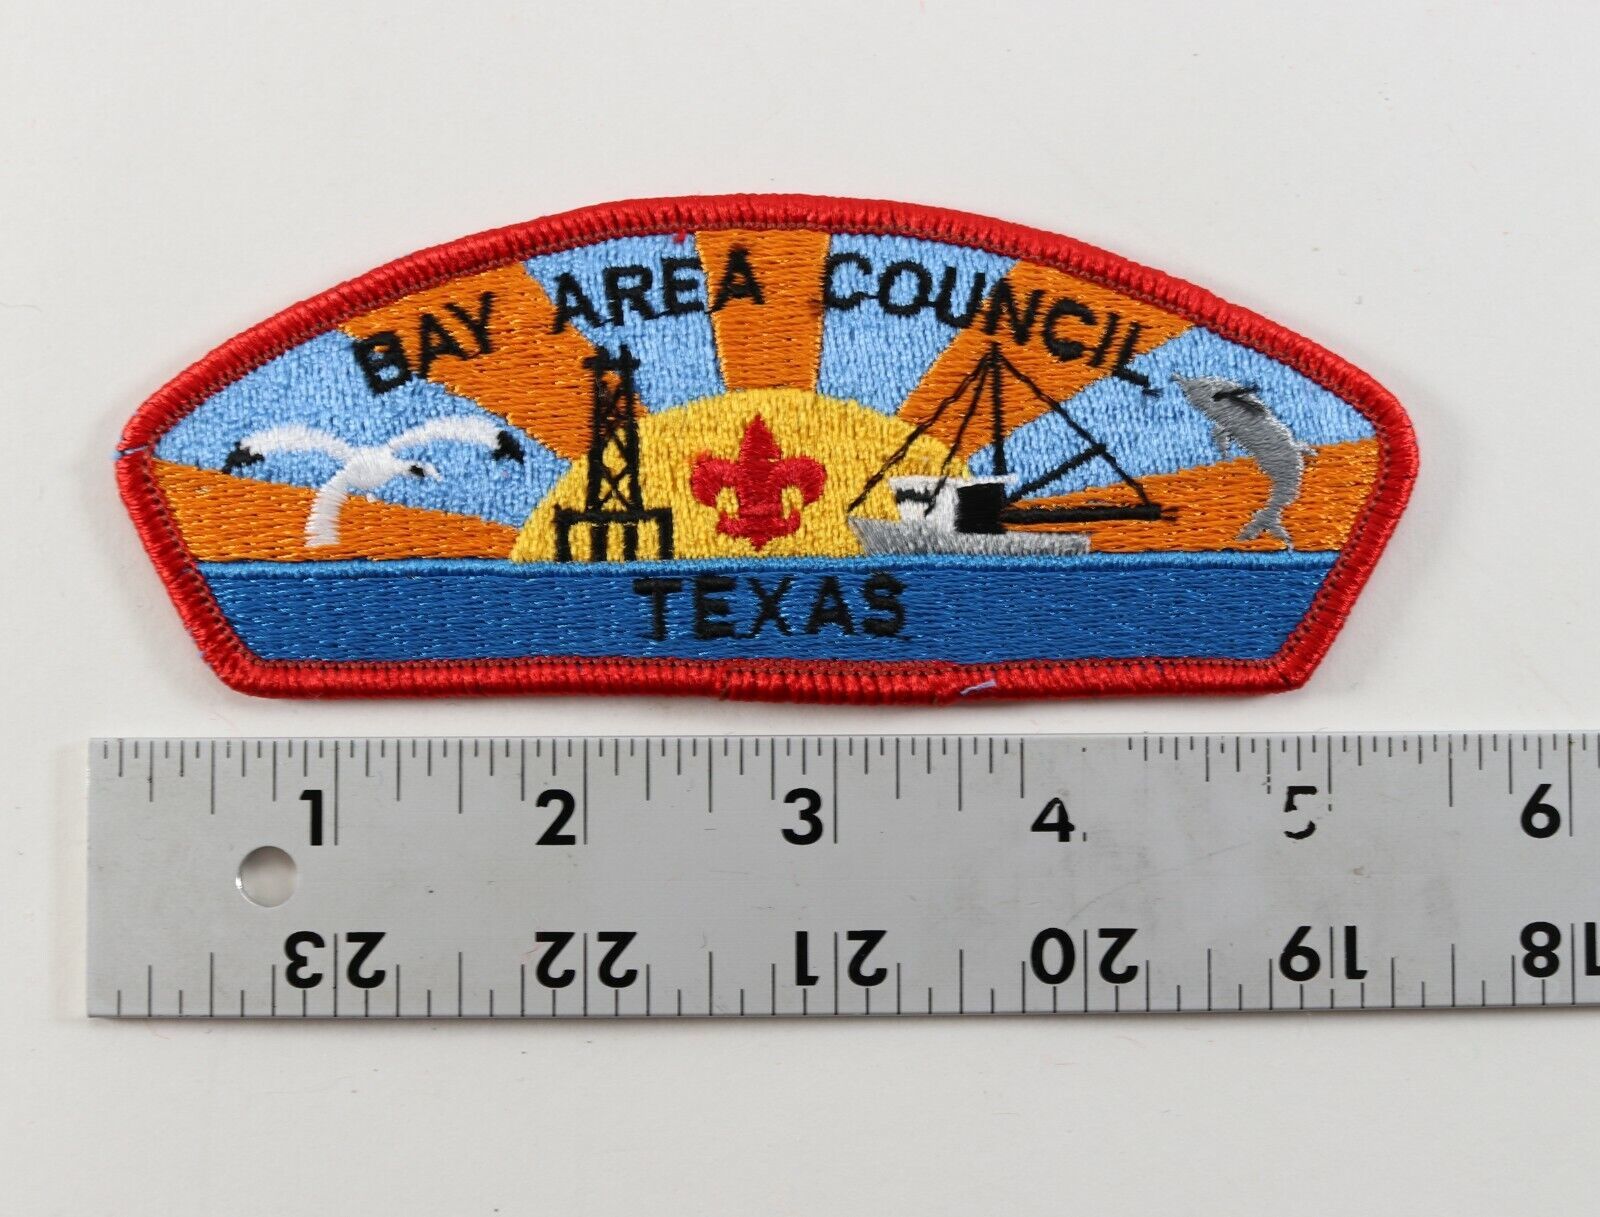 BAY AREA COUNCIL
TEXAS
1 2 3 4 5 6
23 22 21 20 19 18